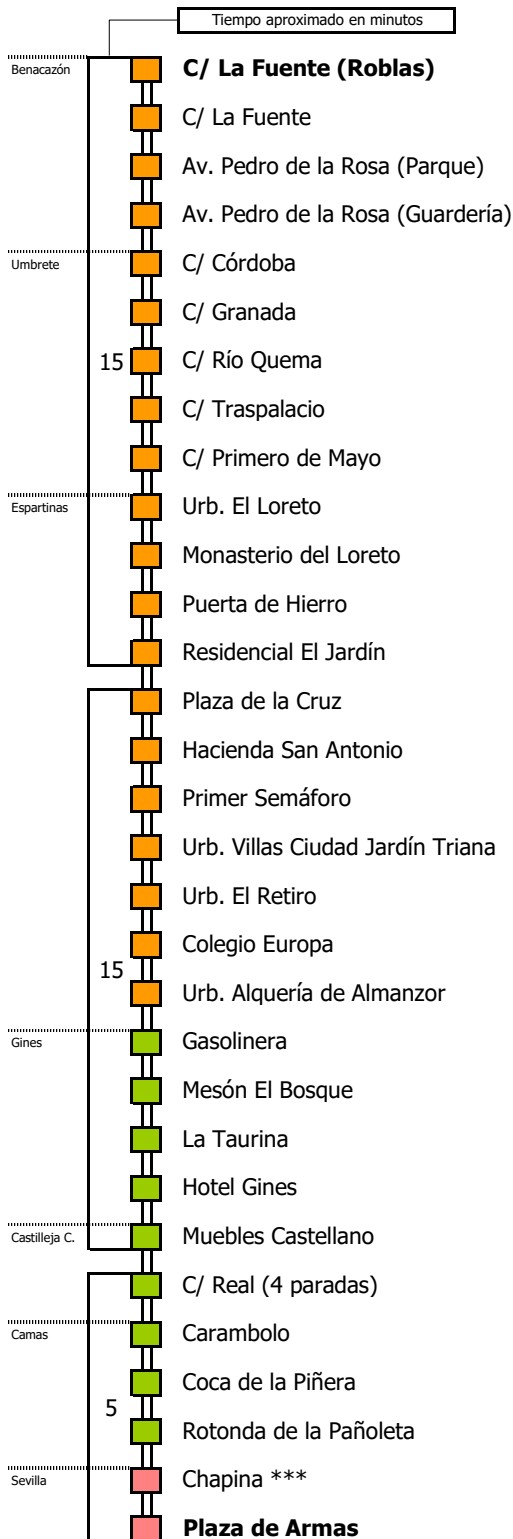 Tiempo aproximado en minutos
Benacazón
C/ La Fuente (Roblas)
C/ La Fuente
Av. Pedro de la Rosa (Parque)
Av. Pedro de la Rosa (Guardería)
Umbrete
C/ Córdoba
C/ Granada
15
C/ Río Quema
C/ Traspalacio
C/ Primero de Mayo
Espartinas
Urb. El Loreto
Monasterio del Loreto
Puerta de Hierro
Residencial El Jardín
Plaza de la Cruz
Hacienda San Antonio
Primer Semáforo
Urb. Villas Ciudad Jardín Triana
Urb. El Retiro
Colegio Europa
15
Urb. Alquería de Almanzor
Gines
Gasolinera
Mesón El Bosque
La Taurina
Hotel Gines
Castilleja C.
Muebles Castellano
C/ Real (4 paradas)
Camas
Carambolo
Coca de la Piñera
5
Rotonda de la Pañoleta
Sevilla
Chapina ***
Plaza de Armas